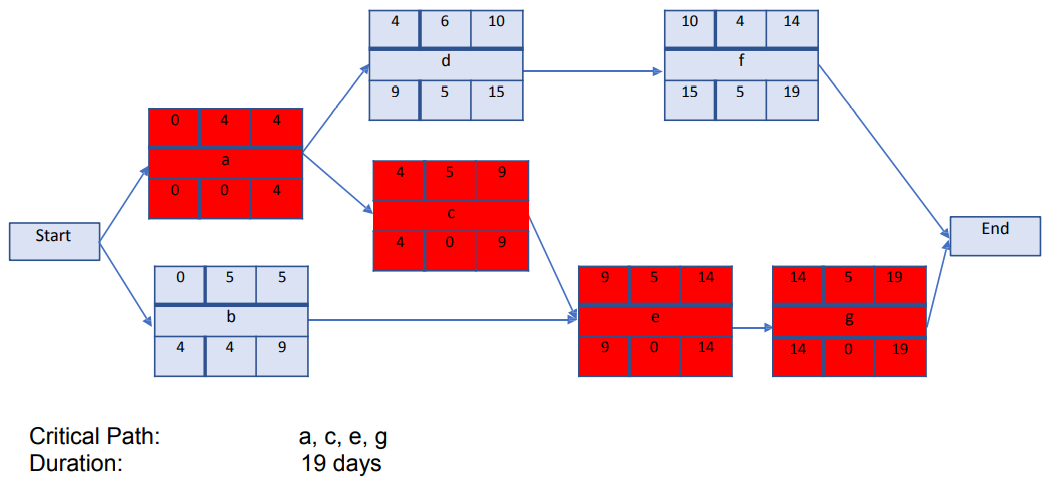 4 6 10
d
9 5 15
10 4 14
f
15 5 19
0 4 4
a
0 0 4
4 5 9
c
4 0 9
Start
End
0 5 5
b
4 4 9
9 5 14
e
9 0 14
14 5 19
g
14 0 19
Critical Path: a, c, e, g
Duration: 19 days